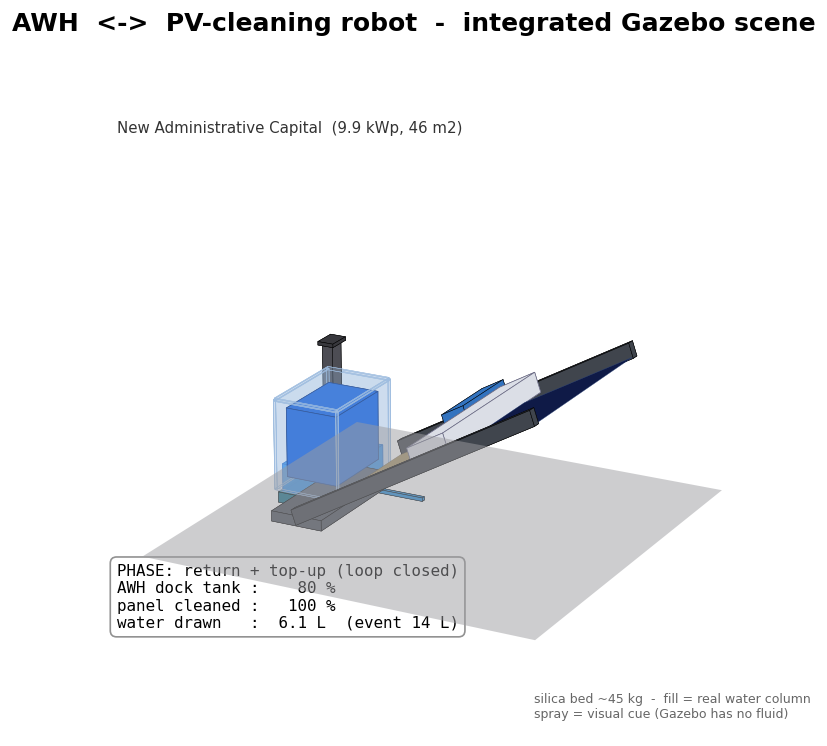 AWH <-> PV-cleaning robot - integrated Gazebo scene
New Administrative Capital (9.9 kWp, 46 m2)
PHASE: return + top-up (loop closed)
AWH dock tank : 80 %
panel cleaned : 100 %
water drawn : 6.1 L (event 14 L)
silica bed ~45 kg - fill = real water column
spray = visual cue (Gazebo has no fluid)